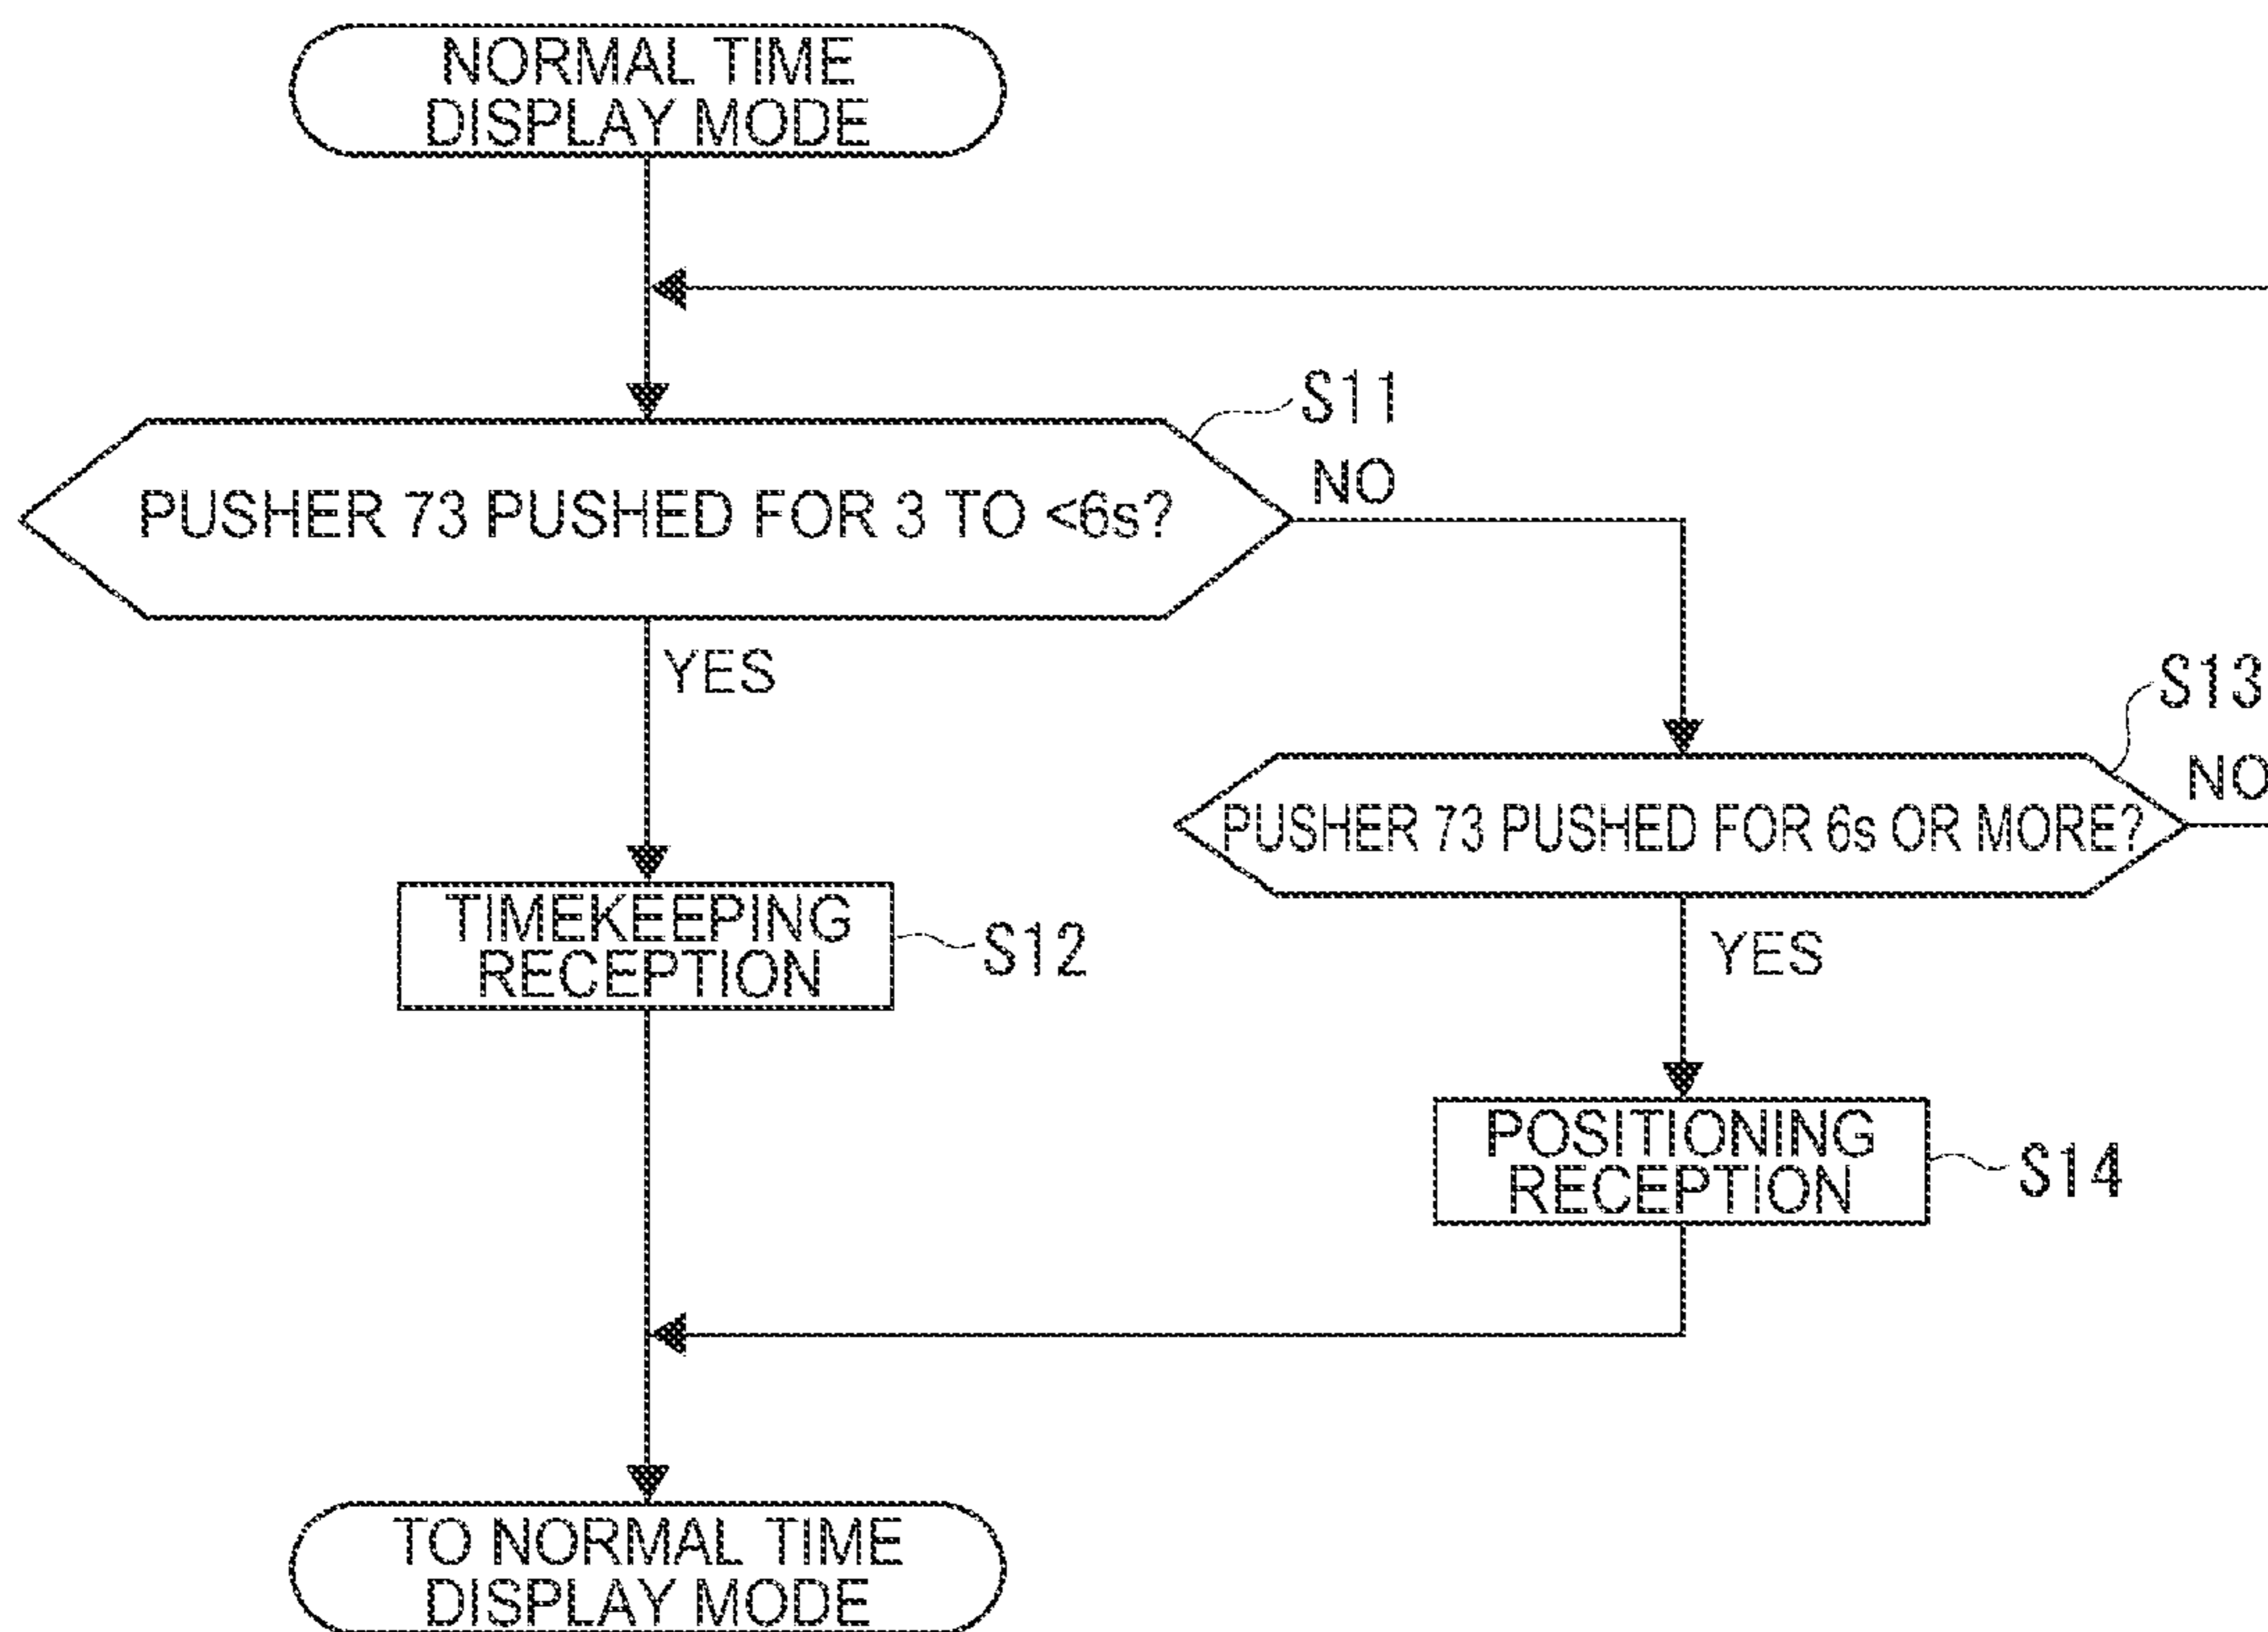 NORMAL TIME
DISPLAY MODE
S11
PUSHER 73 PUSHED FOR 3 TO <6s?
NO
YES
S13
PUSHER 73 PUSHED FOR 6s OR MORE?
NO
TIMEKEEPING
RECEPTION
S12
YES
POSITIONING
RECEPTION
S14
TO NORMAL TIME
DISPLAY MODE